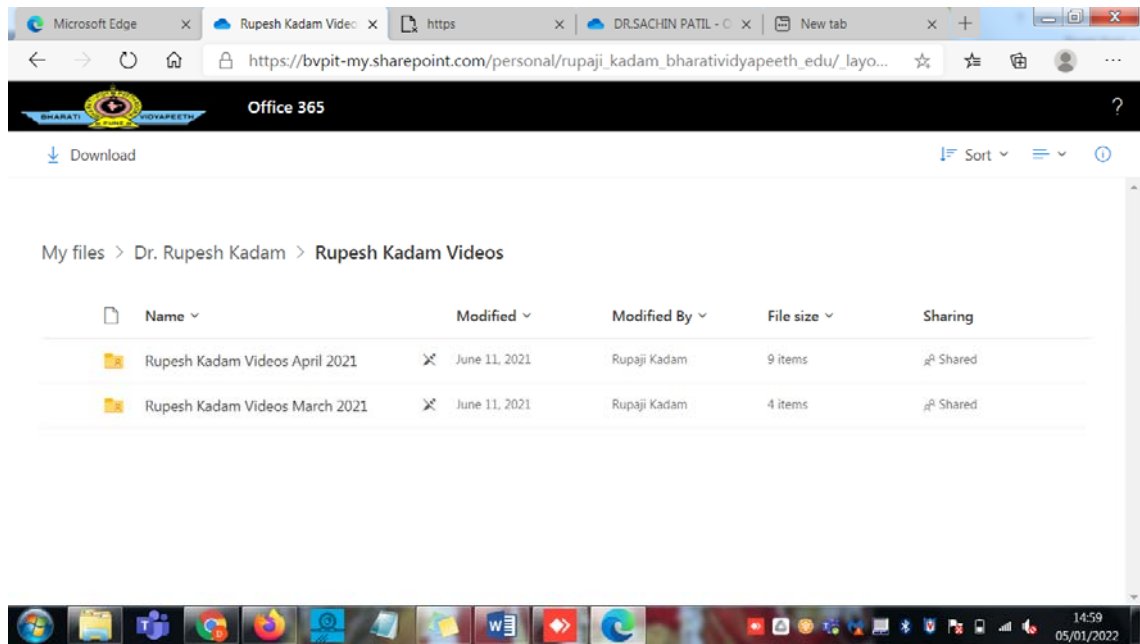 Microsoft Edge
Rupesh Kadam Videc
https
DR.SACHIN PATIL - O
New tab
https://bvpit-my.sharepoint.com/personal/rupaji_kadam_bharatividyapeeth_edu/_layo...
BHARATI PUNE VIDYAPEETH
Office 365
?
Download
Sort
My files > Dr. Rupesh Kadam > Rupesh Kadam Videos
Name Modified Modified By File size Sharing
Rupesh Kadam Videos April 2021 June 11, 2021 Rupaji Kadam 9 items Shared
Rupesh Kadam Videos March 2021 June 11, 2021 Rupaji Kadam 4 items Shared
14:59
05/01/2022